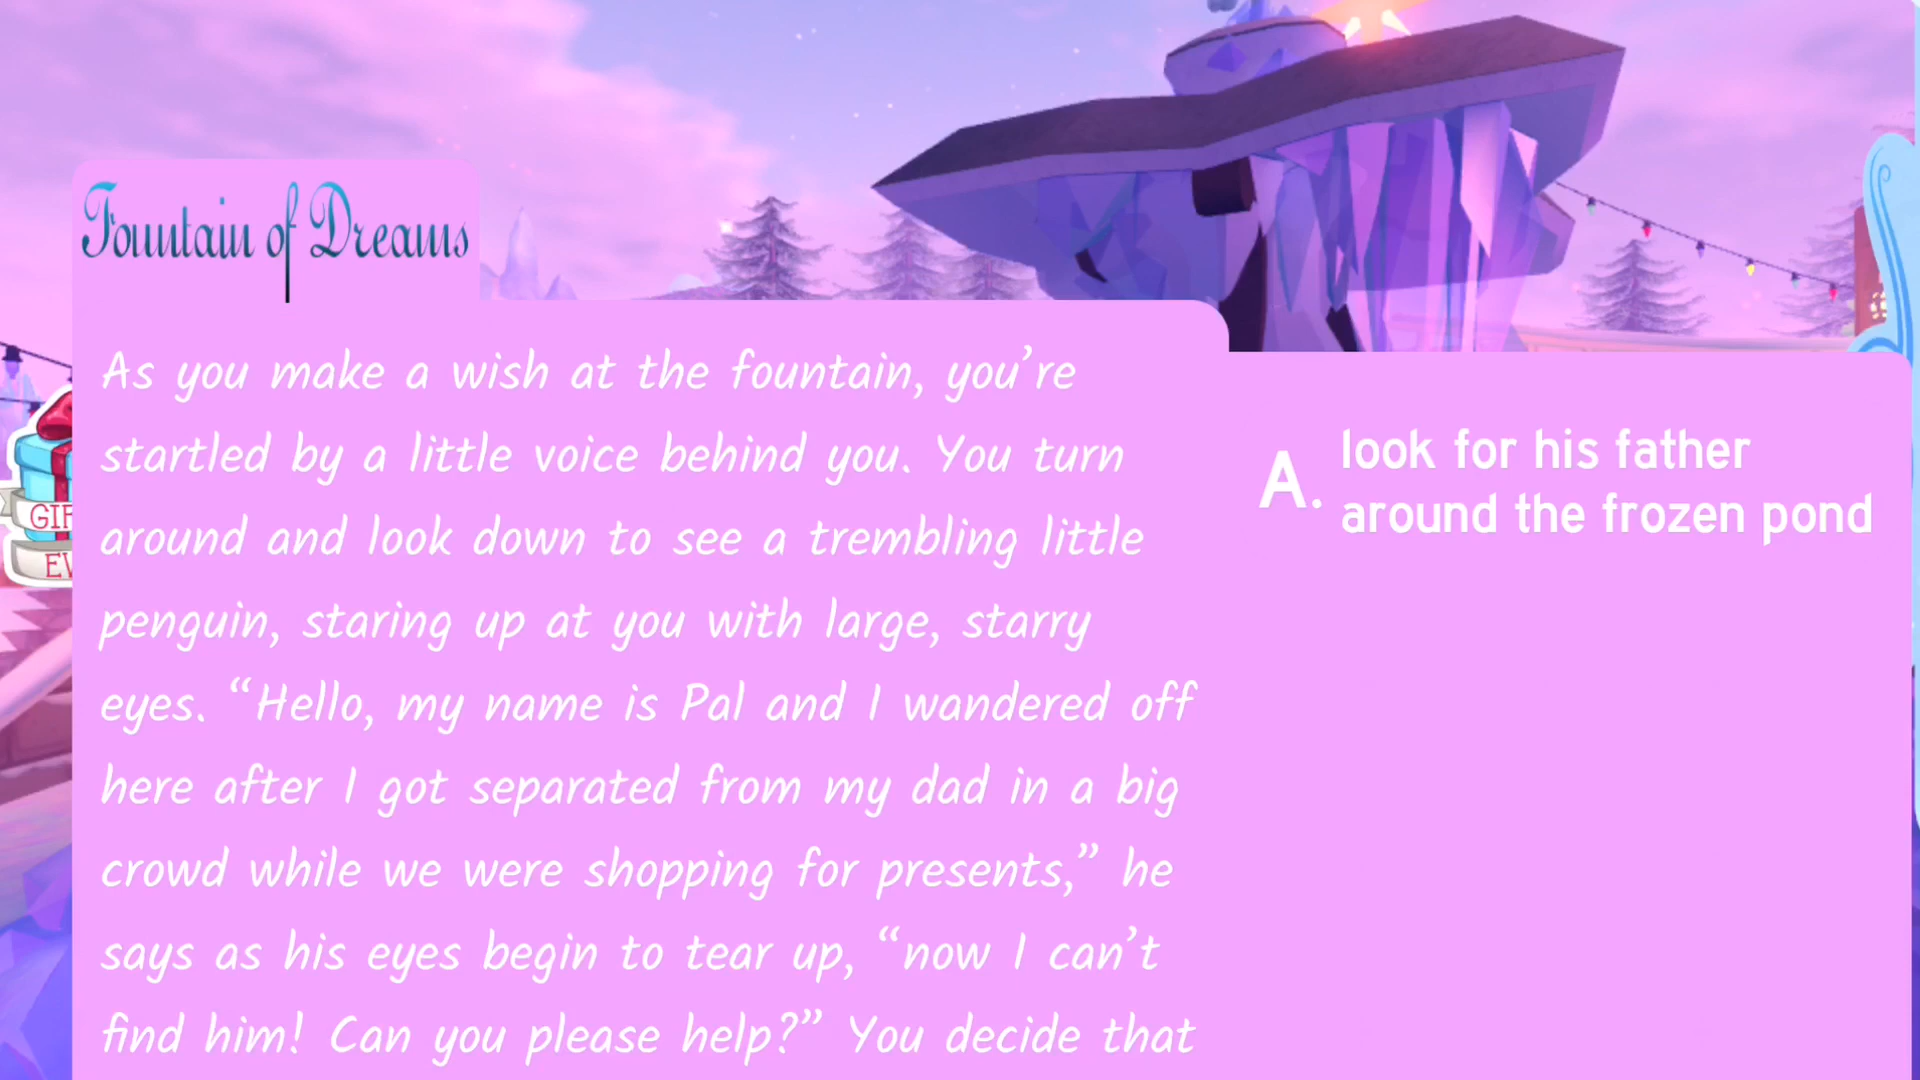 Fountain of Dreams
As you make a wish at the fountain, you’re
startled by a little voice behind you. You turn
around and look down to see a trembling little
penguin, staring up at you with large, starry
eyes. “Hello, my name is Pal and I wandered off
here after I got separated from my dad in a big
crowd while we were shopping for presents,” he
says as his eyes begin to tear up, “now I can’t
find him! Can you please help?” You decide that
A. look for his father
around the frozen pond